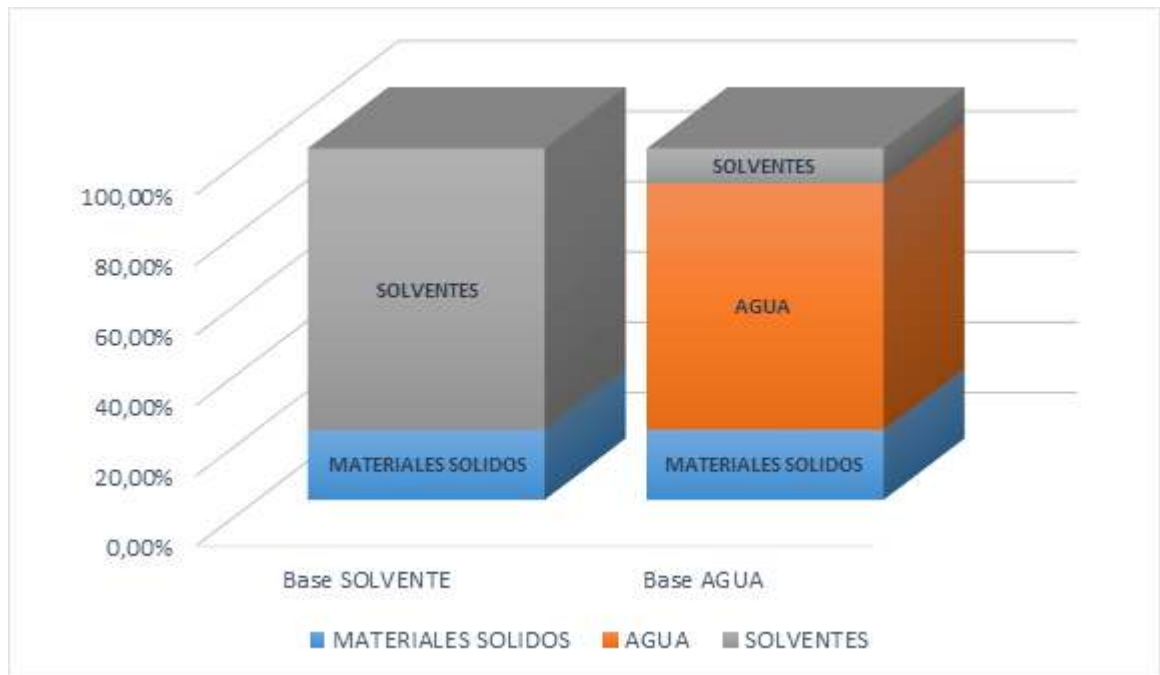 100,00%
80,00%
60,00%
40,00%
20,00%
0,00%
SOLVENTES
MATERIALES SOLIDOS
SOLVENTES
AGUA
MATERIALES SOLIDOS
Base SOLVENTE
Base AGUA
MATERIALES SOLIDOS
AGUA
SOLVENTES